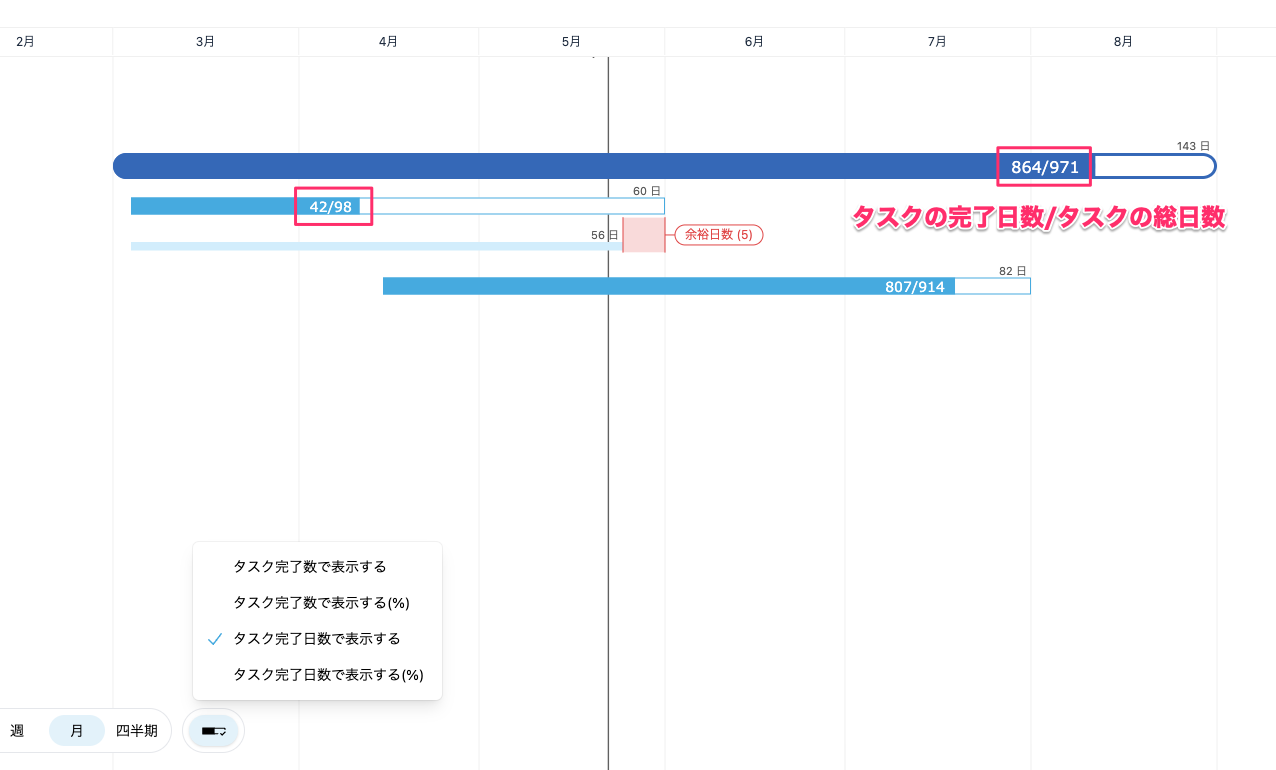 2月 3月 4月 5月 6月 7月 8月
143 日
864/971
60 日
42/98
タスクの完了日数/タスクの総日数
56 日
余裕日数 (5)
82 日
807/914
タスク完了数で表示する
タスク完了数で表示する(%)
タスク完了日数で表示する
タスク完了日数で表示する(%)
週 月 四半期